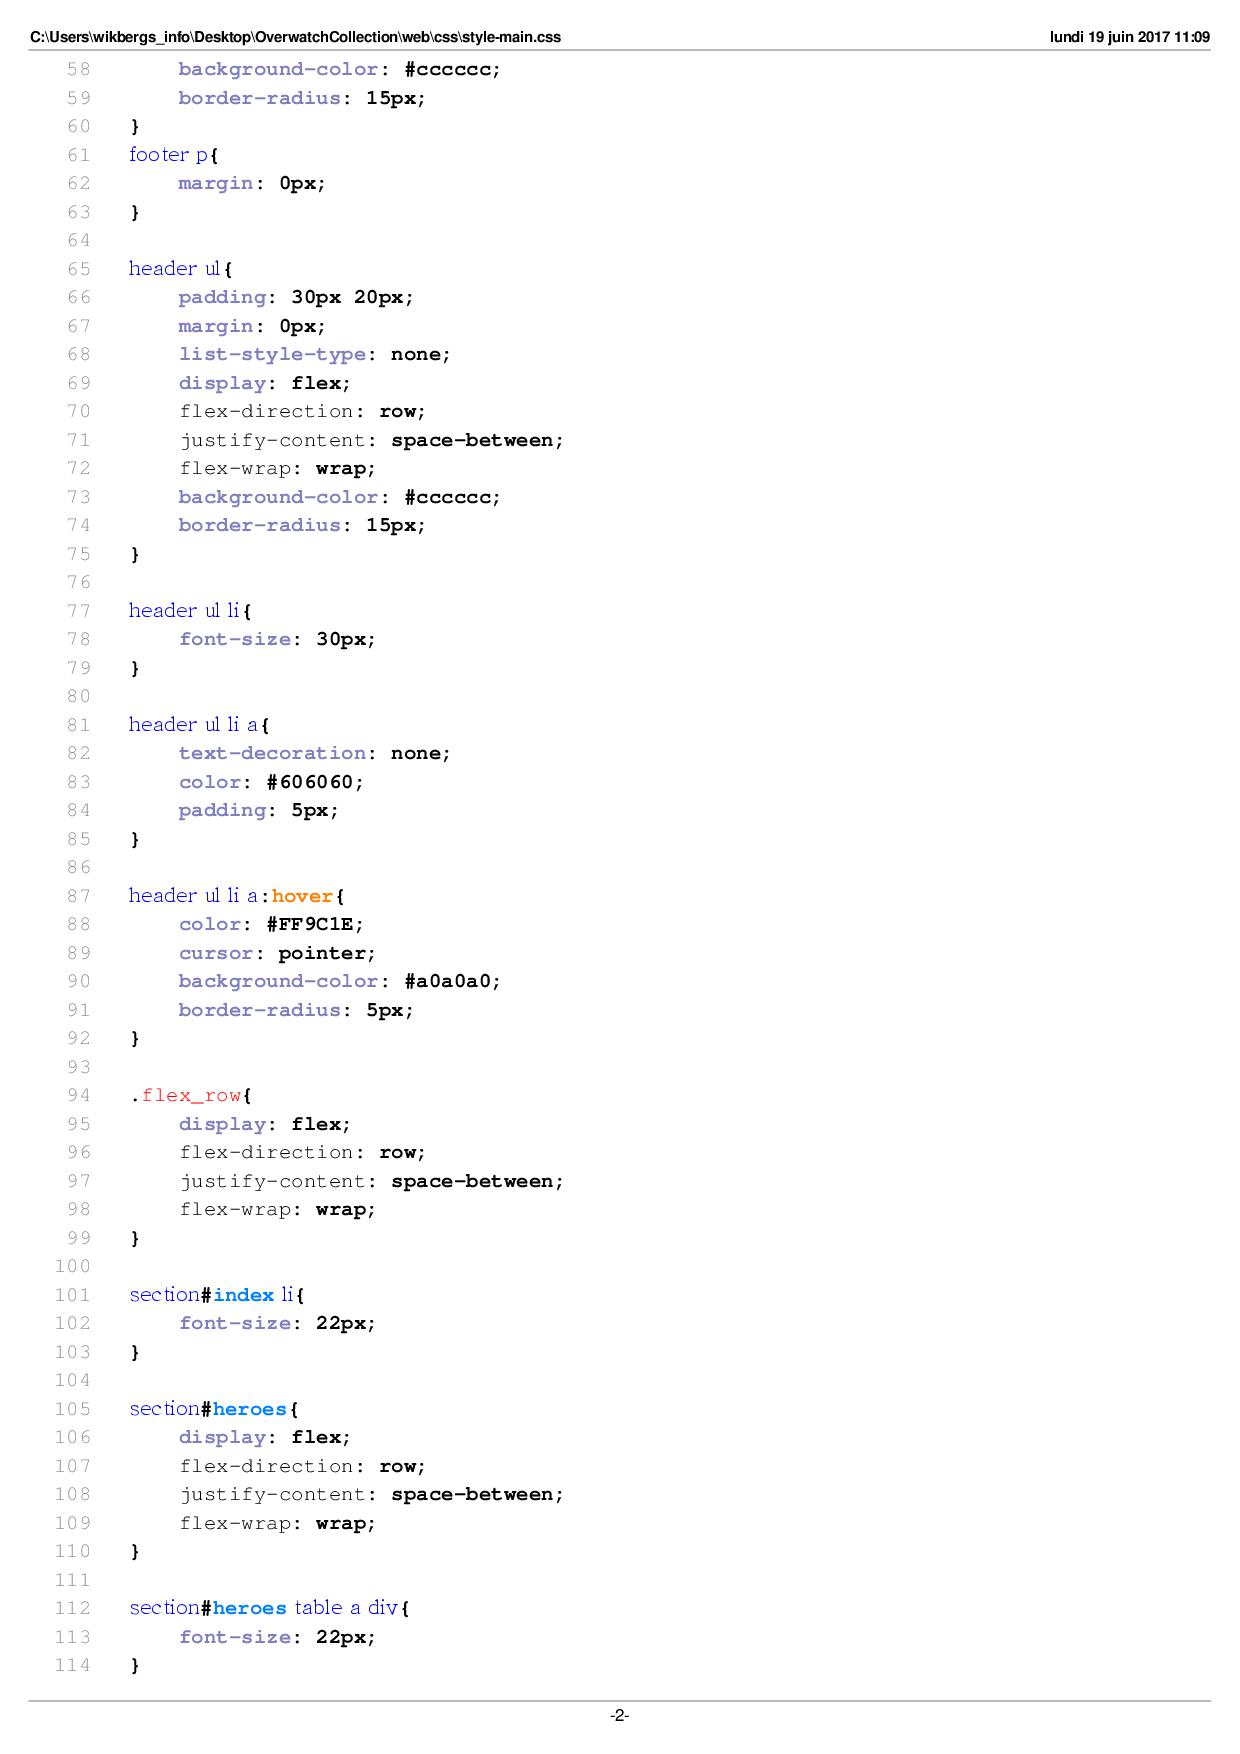 C:\Users\wikbergs_info\Desktop\OverwatchCollection\web\css\style-main.css lundi 19 juin 2017 11:09
58 background-color: #cccccc;
59 border-radius: 15px;
60 }
61 footer p{
62 margin: 0px;
63 }
64
65 header ul{
66 padding: 30px 20px;
67 margin: 0px;
68 list-style-type: none;
69 display: flex;
70 flex-direction: row;
71 justify-content: space-between;
72 flex-wrap: wrap;
73 background-color: #cccccc;
74 border-radius: 15px;
75 }
76
77 header ul li{
78 font-size: 30px;
79 }
80
81 header ul li a{
82 text-decoration: none;
83 color: #606060;
84 padding: 5px;
85 }
86
87 header ul li a:hover{
88 color: #FF9C1E;
89 cursor: pointer;
90 background-color: #a0a0a0;
91 border-radius: 5px;
92 }
93
94 .flex_row{
95 display: flex;
96 flex-direction: row;
97 justify-content: space-between;
98 flex-wrap: wrap;
99 }
100
101 section#index li{
102 font-size: 22px;
103 }
104
105 section#heroes{
106 display: flex;
107 flex-direction: row;
108 justify-content: space-between;
109 flex-wrap: wrap;
110 }
111
112 section#heroes table a div{
113 font-size: 22px;
114 }
-2-